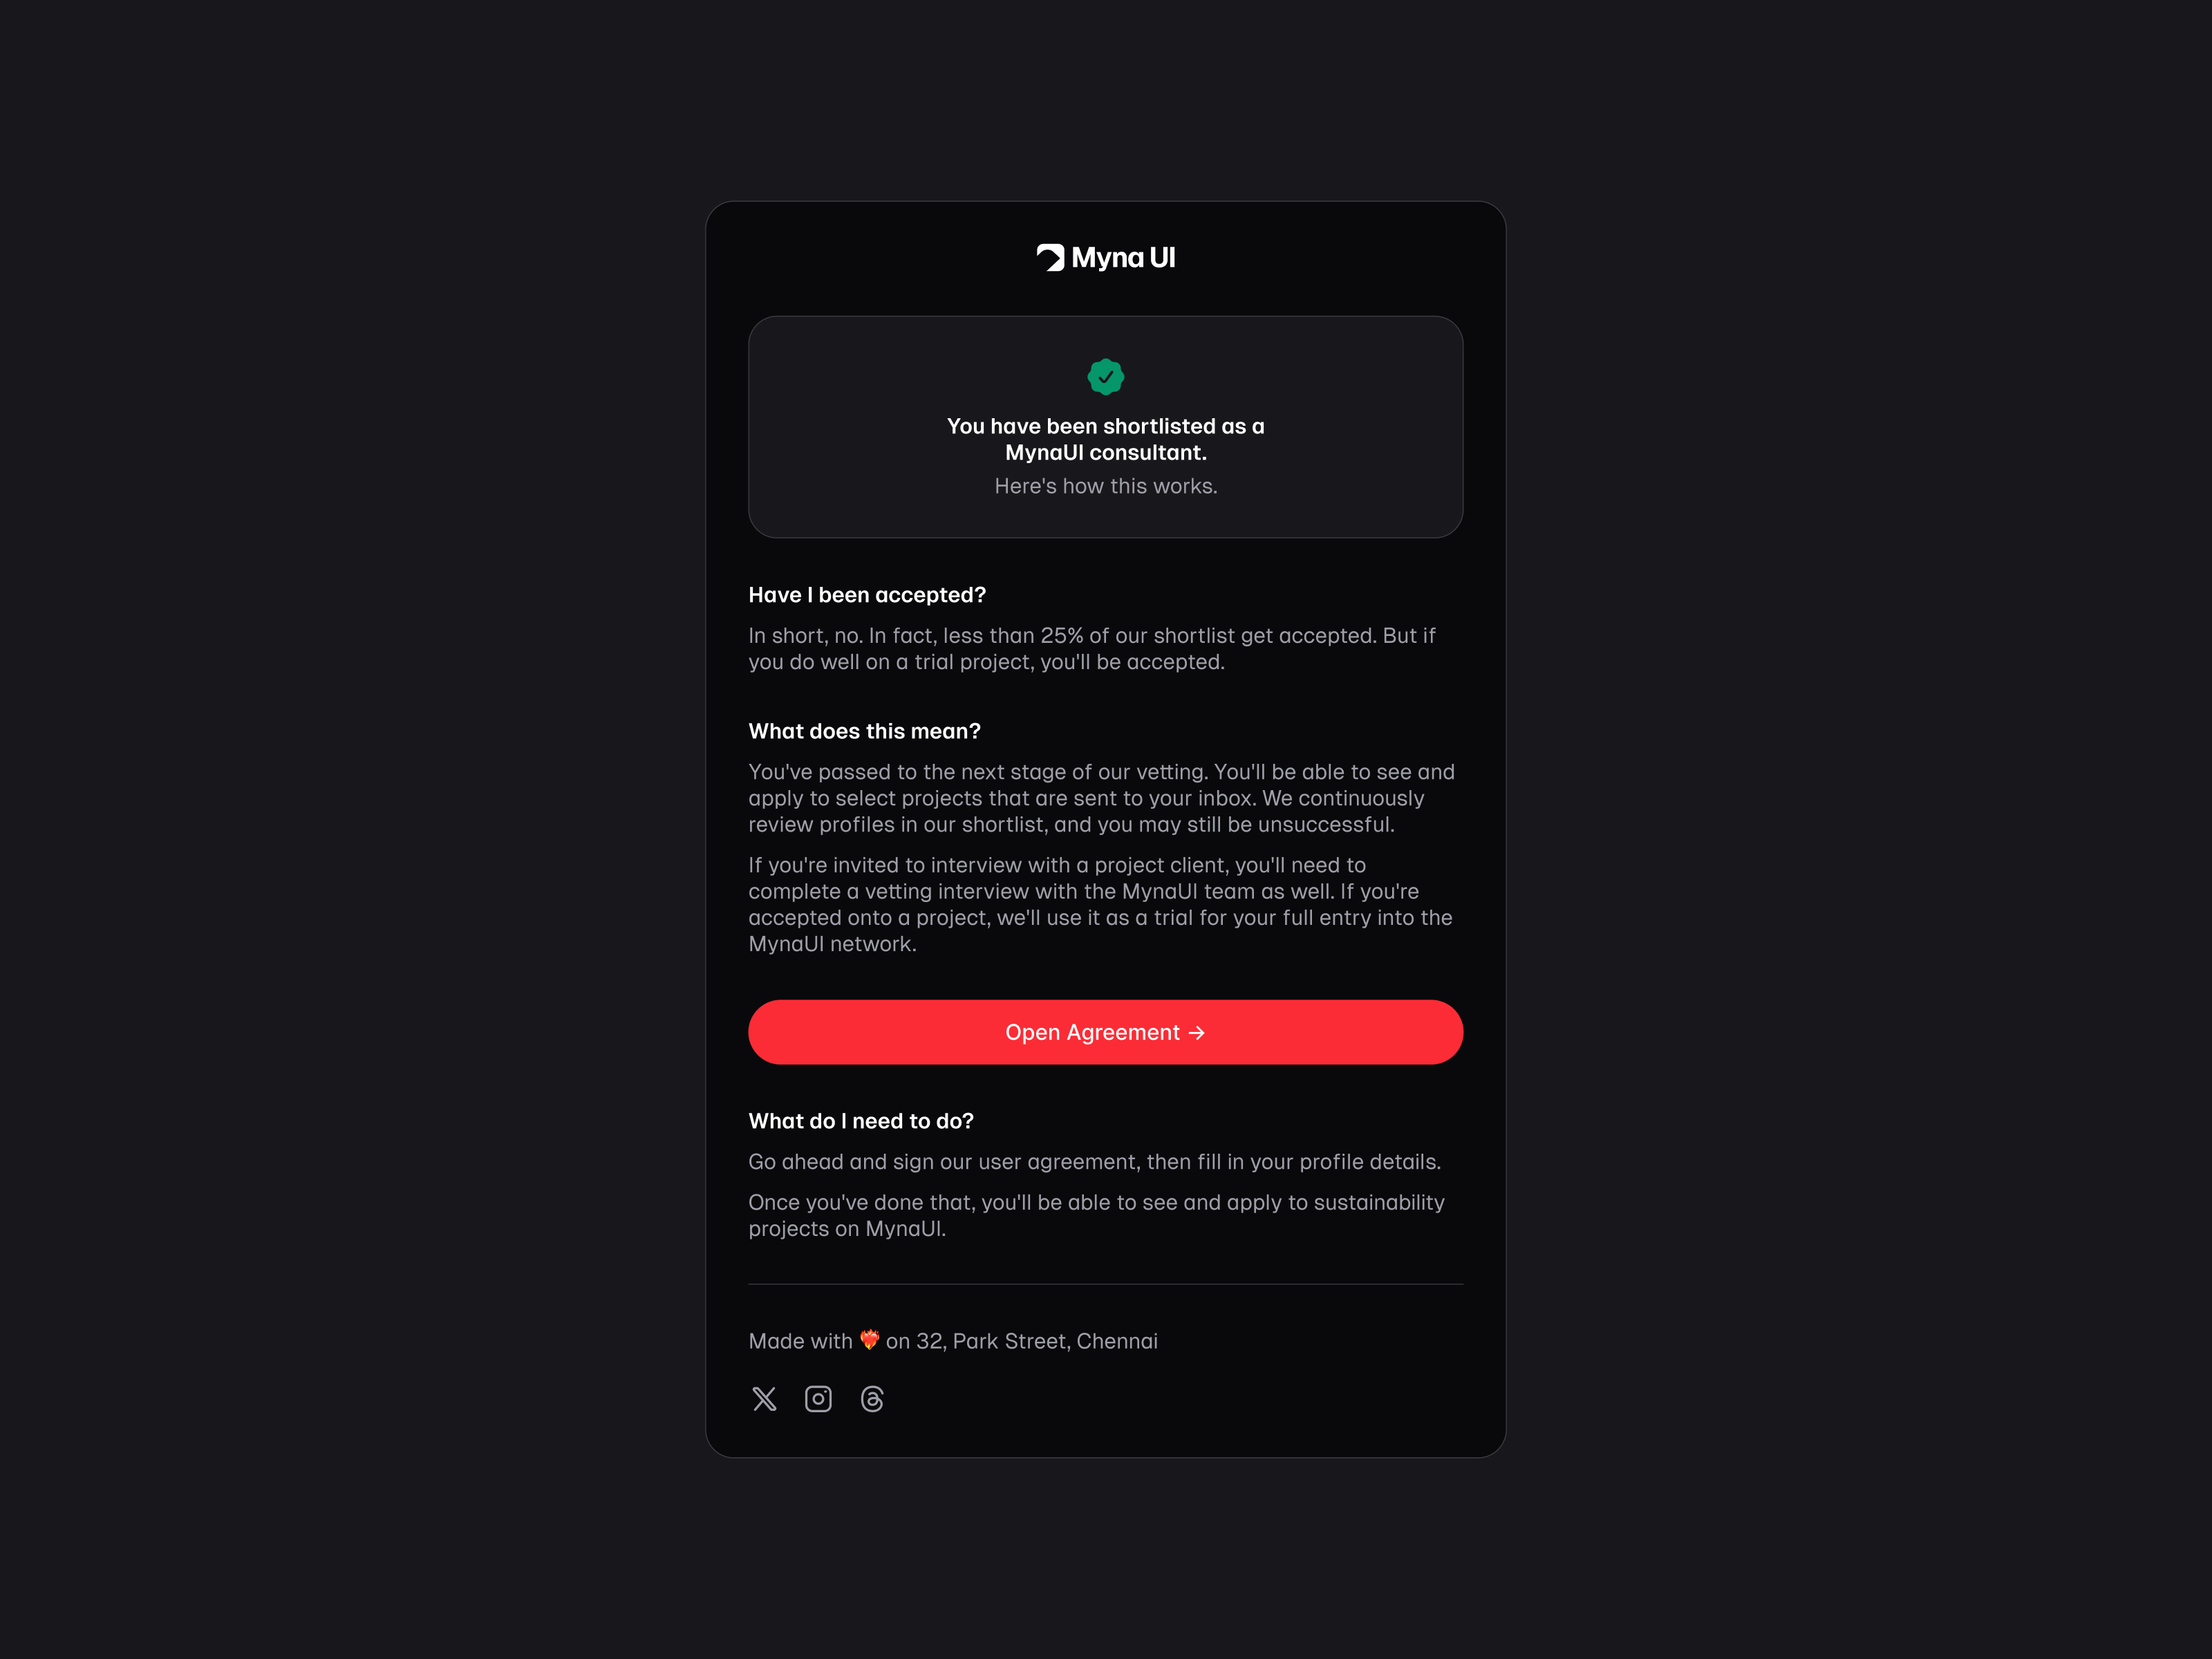 Myna UI
You have been shortlisted as a
MynaUI consultant.
Here's how this works.
Have I been accepted?
In short, no. In fact, less than 25% of our shortlist get accepted. But if
you do well on a trial project, you'll be accepted.
What does this mean?
You've passed to the next stage of our vetting. You'll be able to see and
apply to select projects that are sent to your inbox. We continuously
review profiles in our shortlist, and you may still be unsuccessful.
If you're invited to interview with a project client, you'll need to
complete a vetting interview with the MynaUI team as well. If you're
accepted onto a project, we'll use it as a trial for your full entry into the
MynaUI network.
Open Agreement →
What do I need to do?
Go ahead and sign our user agreement, then fill in your profile details.
Once you've done that, you'll be able to see and apply to sustainability
projects on MynaUI.
Made with ❤️‍🔥 on 32, Park Street, Chennai